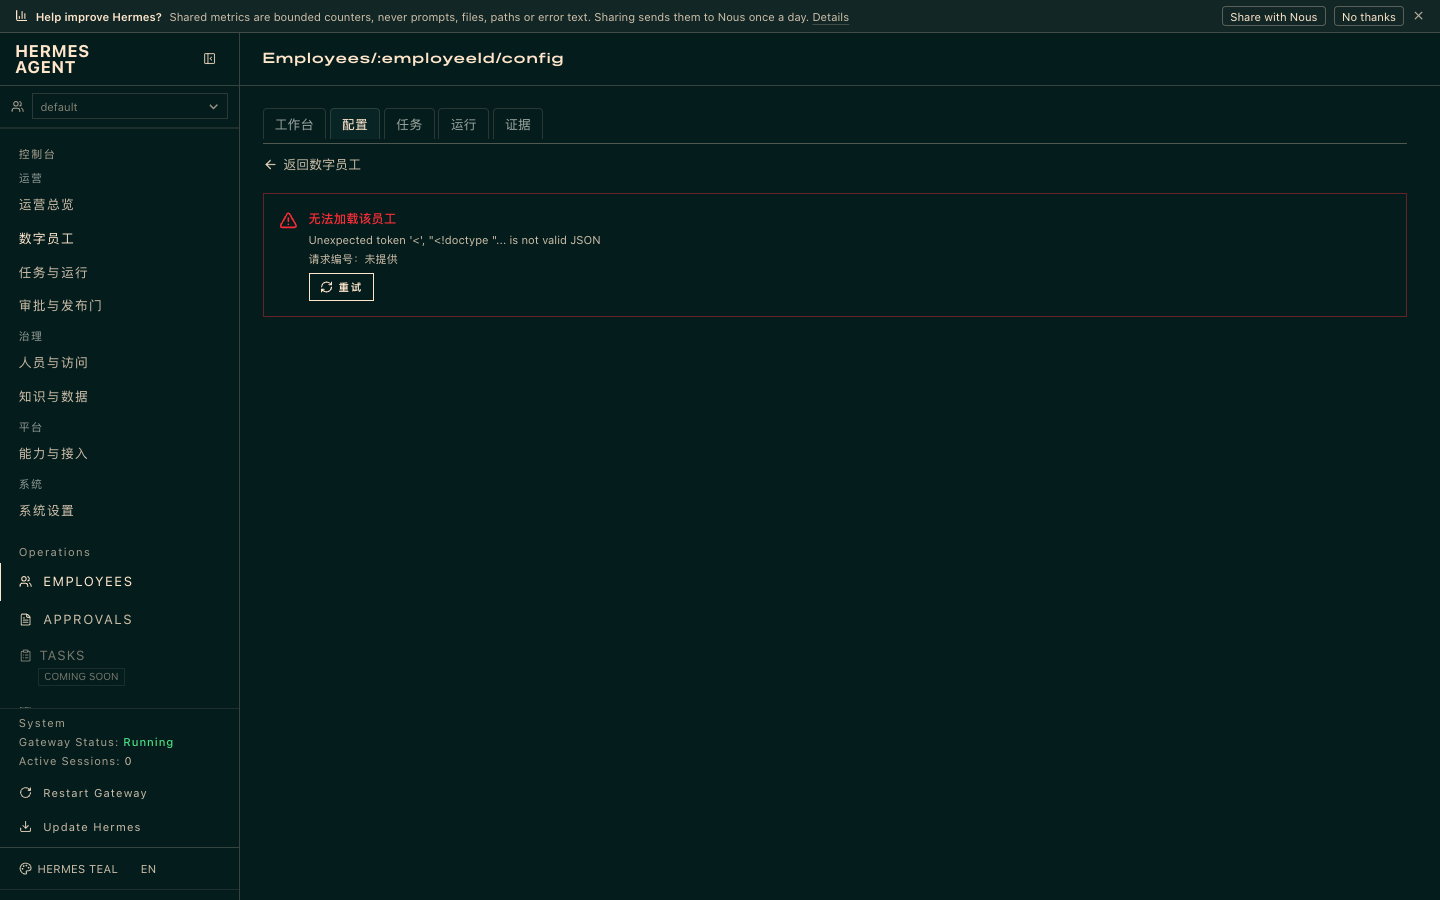 Help improve Hermes? Shared metrics are bounded counters, never prompts, files, paths or error text. Sharing sends them to Nous once a day. Details
Share with Nous
No thanks
HERMES
AGENT
Employees/:employeeId/config
default
控制台
运营
运营总览
数字员工
任务与运行
审批与发布门
治理
人员与访问
知识与数据
平台
能力与接入
系统
系统设置
Operations
EMPLOYEES
APPROVALS
TASKS
COMING SOON
System
Gateway Status: Running
Active Sessions: 0
Restart Gateway
Update Hermes
HERMES TEAL EN
工作台 配置 任务 运行 证据
返回数字员工
无法加载该员工
Unexpected token '<', "<!doctype "... is not valid JSON
请求编号：未提供
重试